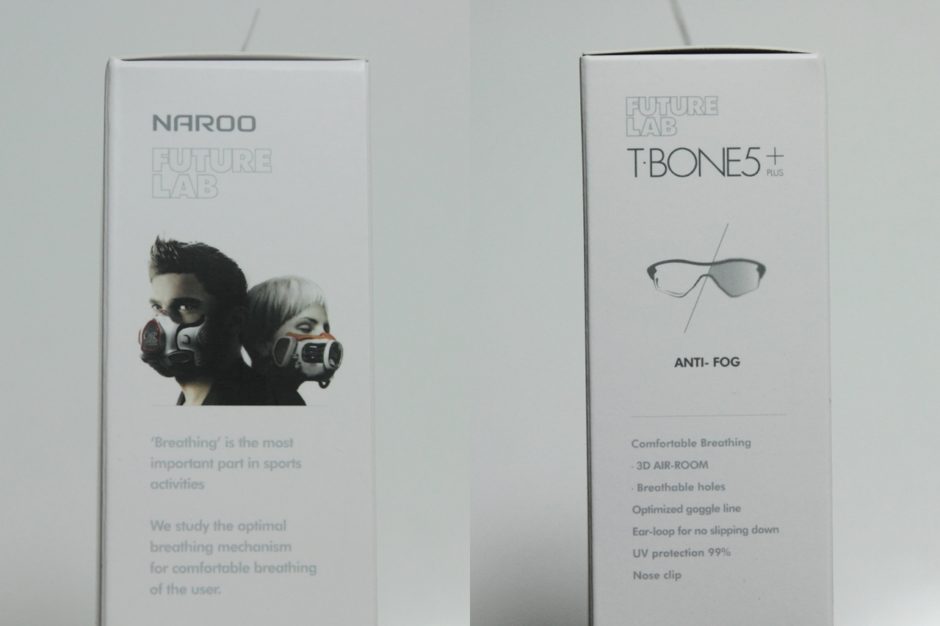 NAROO
FUTURE
LAB
'Breathing' is the most
important part in sports
activities
We study the optimal
breathing mechanism
for comfortable breathing
of the user.
FUTURE
LAB
T·BONE5+
PLUS
ANTI- FOG
Comfortable Breathing
· 3D AIR-ROOM
· Breathable holes
Optimized goggle line
Ear-loop for no slipping down
UV protection 99%
Nose clip